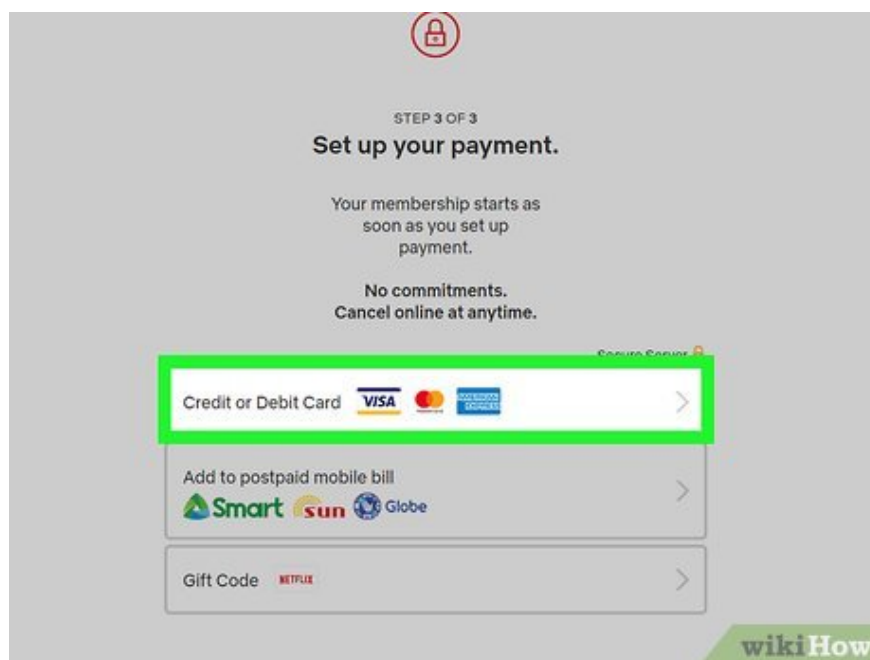 STEP 3 OF 3
Set up your payment.
Your membership starts as
soon as you set up
payment.
No commitments.
Cancel online at anytime.
Secure Server
Credit or Debit Card VISA AMERICAN EXPRESS
Add to postpaid mobile bill
Smart sun Globe
Gift Code NETFLIX
wikiHow